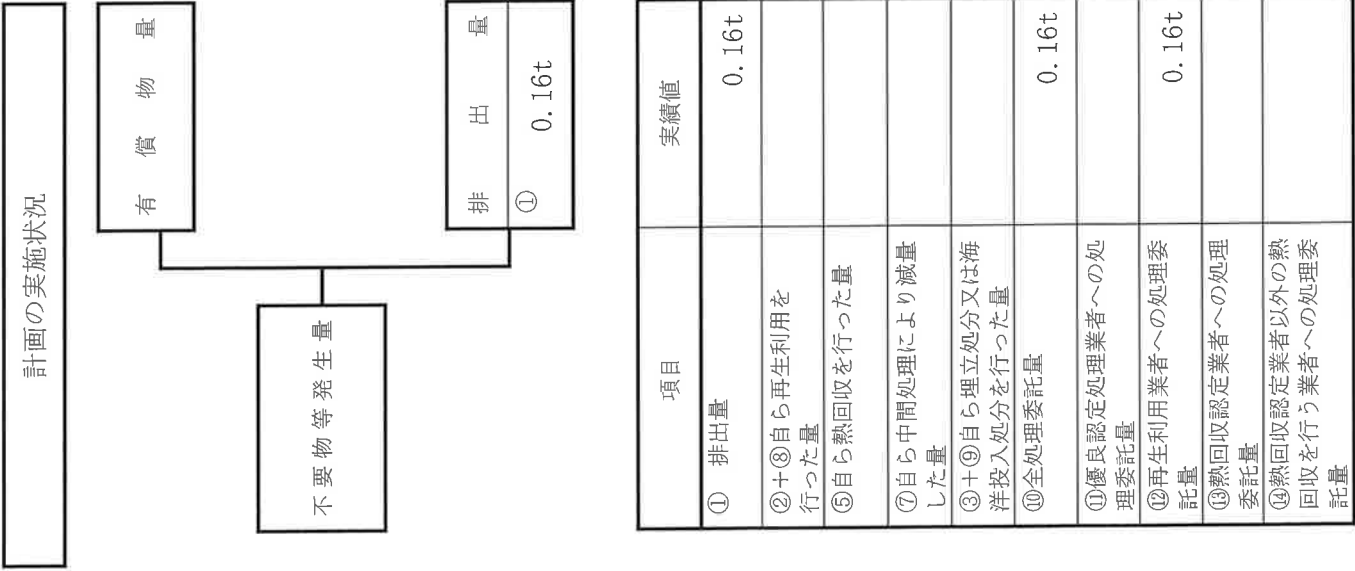 計画の実施状況
有償物量
不要物等発生量
排出量
①
0.16t
項目
実績値
① 排出量
0.16t
②+⑧自ら再生利用を
行った量
⑤自ら熱回収を行った量
⑦自ら中間処理により減量
した量
③+⑨自ら埋立処分又は海
洋投入処分を行った量
⑩全処理委託量
0.16t
⑪優良認定処理業者への処
理委託量
⑫再生利用業者への処理委
託量
0.16t
⑬熱回収認定業者への処理
委託量
⑭熱回収認定業者以外の熱
回収を行う業者への処理委
託量